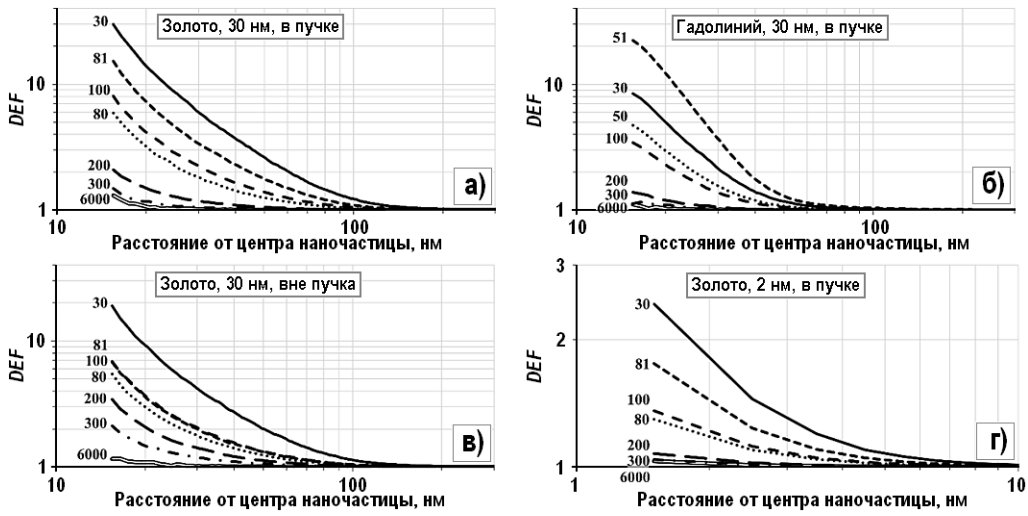 Золото, 30 нм, в пучке
30
81
100
80
200
300
6000
10
1
DEF
10
100
а)
Расстояние от центра наночастицы, нм
Гадолиний, 30 нм, в пучке
51
30
50
100
200
300
6000
10
1
DEF
10
100
б)
Расстояние от центра наночастицы, нм
Золото, 30 нм, вне пучка
30
81
100
80
200
300
6000
10
1
DEF
10
100
в)
Расстояние от центра наночастицы, нм
Золото, 2 нм, в пучке
30
81
100
80
200
300
6000
3
2
1
DEF
1
10
г)
Расстояние от центра наночастицы, нм